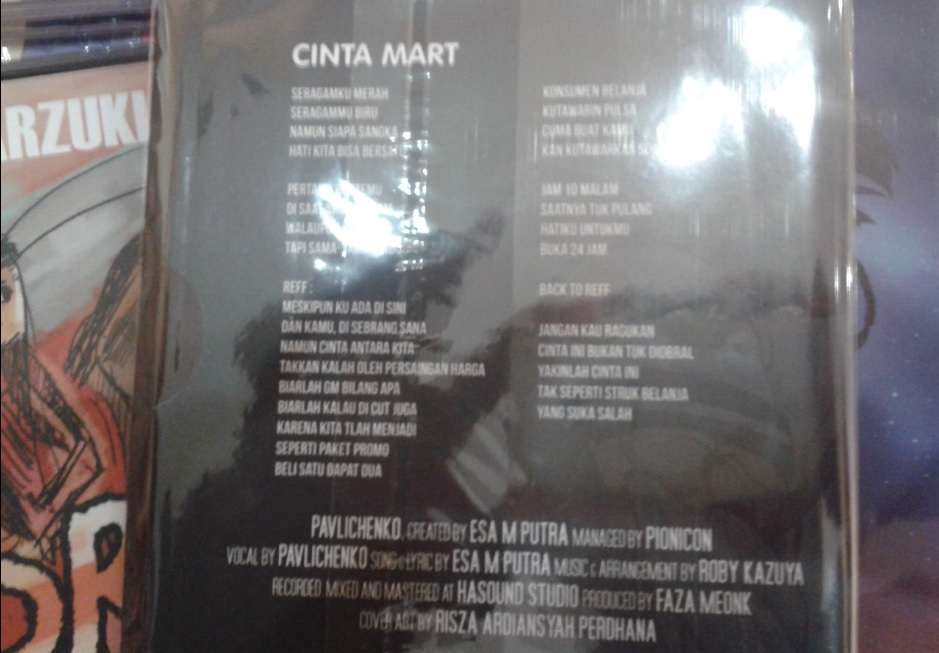 ARZUKI
CINTA MART
SERAGAMKU MERAH
SERAGAMMU BIRU
NAMUN SIAPA SANGKA
HATI KITA BISA
DI
TAPI SAMA
REFF :
MESKIPUN KU ADA DI SINI
DAN KAMU, DI SEBRANG SANA
NAMUN CINTA ANTARA KITA
TAKKAN KALAH OLEH PERSAINGAN HARGA
BIARLAH GM BILANG APA
BIARLAH KALAU DI CUT JUGA
KARENA KITA TLAH MENJADI
SEPERTI PAKET PROMO
BELI SATU DAPAT DUA
KONSUMEN BELANJA
KUTAWARIN PULSA
CUMA BUAT KAMU
KAN KUTAWARKAN
JAM 10 MALAM
SAATNYA TUK PULANG
HATIKU UNTUKMU
BUKA 24 JAM
BACK TO REFF
JANGAN KAU RAGUKAN
CINTA INI BUKAN TUK DIOBRAL
YAKINLAH CINTA INI
TAK SEPERTI STRUK BELANJA
YANG SUKA SALAH
PAVLICHENKO, CREATED BY ESA M PUTRA MANAGED BY PIONICON
VOCAL BY PAVLICHENKO SONG & LYRIC BY ESA M PUTRA MUSIC & ARRANGEMENT BY ROBY KAZUYA
RECORDED MIXED AND MASTERED AT HASOUND STUDIO PRODUCED BY FAZA MEONK
COVER ART BY RISZA ARDIANSYAH PERDHANA